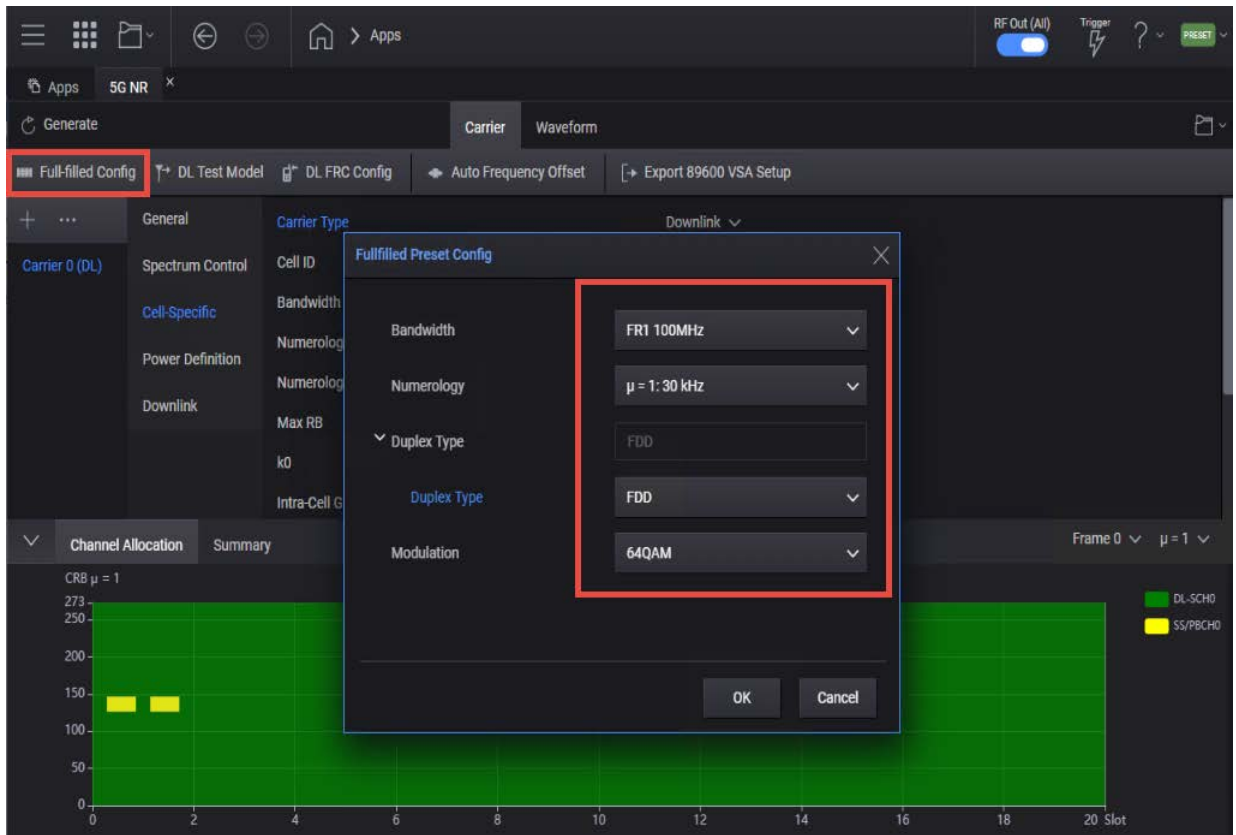 Apps
RF Out (All)
Trigger
?
PRESET
Apps
5G NR
×
Generate
Carrier
Waveform
Full-filled Config
DL Test Model
DL FRC Config
Auto Frequency Offset
Export 89600 VSA Setup
+ ...
General
Carrier Type
Downlink
Carrier 0 (DL)
Spectrum Control
Cell ID
Cell-Specific
Bandwidth
Power Definition
Numerolog
Downlink
Numerolog
Max RB
k0
Intra-Cell G
Fullfilled Preset Config
Bandwidth
FR1 100MHz
Numerology
μ = 1: 30 kHz
Duplex Type
FDD
Duplex Type
FDD
Modulation
64QAM
OK
Cancel
Channel Allocation
Summary
Frame 0
μ = 1
CRB μ = 1
273
250
200
150
100
50
0
0 2 4 6 8 10 12 14 16 18 20 Slot
DL-SCH0
SS/PBCH0